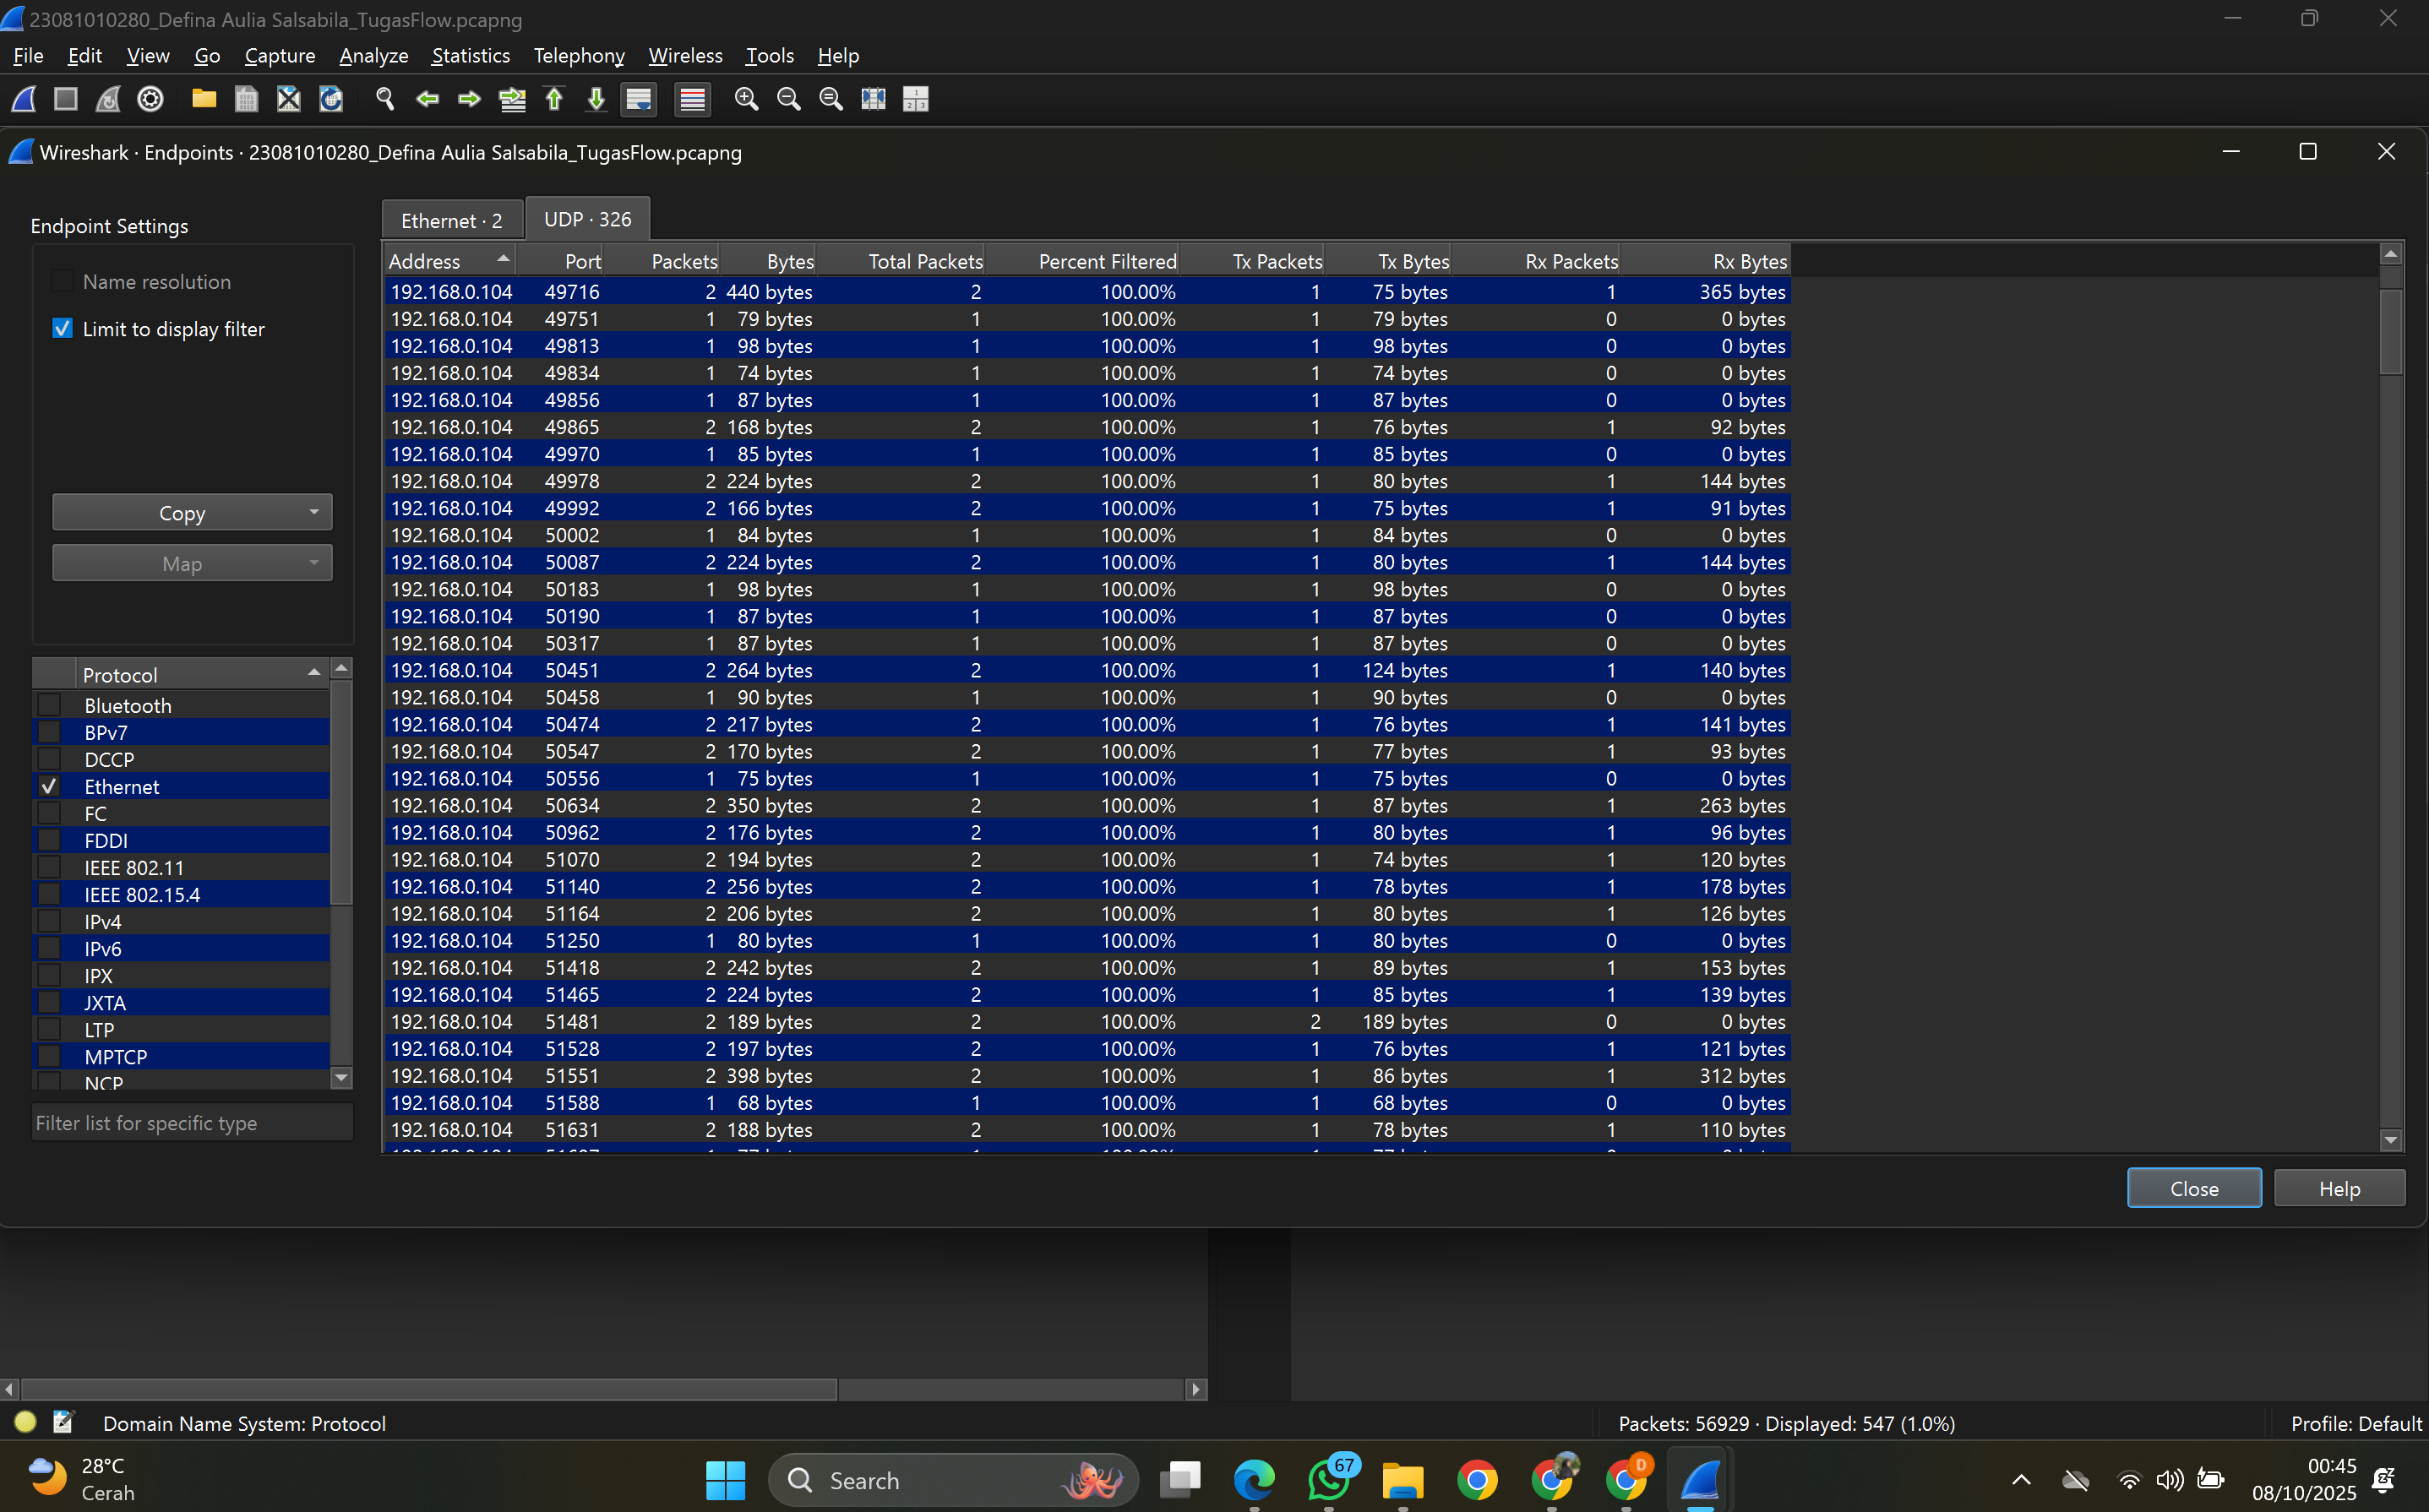 23081010280_Defina Aulia Salsabila_TugasFlow.pcapng
File Edit View Go Capture Analyze Statistics Telephony Wireless Tools Help
Wireshark · Endpoints · 23081010280_Defina Aulia Salsabila_TugasFlow.pcapng
Endpoint Settings
Name resolution
Limit to display filter
Copy
Map
Protocol
Bluetooth
BPv7
DCCP
Ethernet
FC
FDDI
IEEE 802.11
IEEE 802.15.4
IPv4
IPv6
IPX
JXTA
LTP
MPTCP
NCP
Filter list for specific type
Ethernet · 2 UDP · 326
Address Port Packets Bytes Total Packets Percent Filtered Tx Packets Tx Bytes Rx Packets Rx Bytes
192.168.0.104 49716 2 440 bytes 2 100.00% 1 75 bytes 1 365 bytes
192.168.0.104 49751 1 79 bytes 1 100.00% 1 79 bytes 0 0 bytes
192.168.0.104 49813 1 98 bytes 1 100.00% 1 98 bytes 0 0 bytes
192.168.0.104 49834 1 74 bytes 1 100.00% 1 74 bytes 0 0 bytes
192.168.0.104 49856 1 87 bytes 1 100.00% 1 87 bytes 0 0 bytes
192.168.0.104 49865 2 168 bytes 2 100.00% 1 76 bytes 1 92 bytes
192.168.0.104 49970 1 85 bytes 1 100.00% 1 85 bytes 0 0 bytes
192.168.0.104 49978 2 224 bytes 2 100.00% 1 80 bytes 1 144 bytes
192.168.0.104 49992 2 166 bytes 2 100.00% 1 75 bytes 1 91 bytes
192.168.0.104 50002 1 84 bytes 1 100.00% 1 84 bytes 0 0 bytes
192.168.0.104 50087 2 224 bytes 2 100.00% 1 80 bytes 1 144 bytes
192.168.0.104 50183 1 98 bytes 1 100.00% 1 98 bytes 0 0 bytes
192.168.0.104 50190 1 87 bytes 1 100.00% 1 87 bytes 0 0 bytes
192.168.0.104 50317 1 87 bytes 1 100.00% 1 87 bytes 0 0 bytes
192.168.0.104 50451 2 264 bytes 2 100.00% 1 124 bytes 1 140 bytes
192.168.0.104 50458 1 90 bytes 1 100.00% 1 90 bytes 0 0 bytes
192.168.0.104 50474 2 217 bytes 2 100.00% 1 76 bytes 1 141 bytes
192.168.0.104 50547 2 170 bytes 2 100.00% 1 77 bytes 1 93 bytes
192.168.0.104 50556 1 75 bytes 1 100.00% 1 75 bytes 0 0 bytes
192.168.0.104 50634 2 350 bytes 2 100.00% 1 87 bytes 1 263 bytes
192.168.0.104 50962 2 176 bytes 2 100.00% 1 80 bytes 1 96 bytes
192.168.0.104 51070 2 194 bytes 2 100.00% 1 74 bytes 1 120 bytes
192.168.0.104 51140 2 256 bytes 2 100.00% 1 78 bytes 1 178 bytes
192.168.0.104 51164 2 206 bytes 2 100.00% 1 80 bytes 1 126 bytes
192.168.0.104 51250 1 80 bytes 1 100.00% 1 80 bytes 0 0 bytes
192.168.0.104 51418 2 242 bytes 2 100.00% 1 89 bytes 1 153 bytes
192.168.0.104 51465 2 224 bytes 2 100.00% 1 85 bytes 1 139 bytes
192.168.0.104 51481 2 189 bytes 2 100.00% 2 189 bytes 0 0 bytes
192.168.0.104 51528 2 197 bytes 2 100.00% 1 76 bytes 1 121 bytes
192.168.0.104 51551 2 398 bytes 2 100.00% 1 86 bytes 1 312 bytes
192.168.0.104 51588 1 68 bytes 1 100.00% 1 68 bytes 0 0 bytes
192.168.0.104 51631 2 188 bytes 2 100.00% 1 78 bytes 1 110 bytes
Close Help
Domain Name System: Protocol
Packets: 56929 · Displayed: 547 (1.0%)
Profile: Default
28°C
Cerah
Search
67
D
00:45
08/10/2025